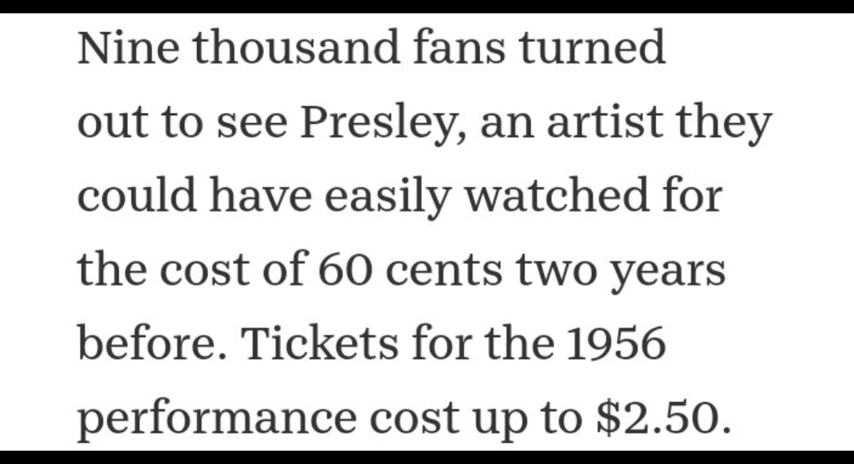 Nine thousand fans turned
out to see Presley, an artist they
could have easily watched for
the cost of 60 cents two years
before. Tickets for the 1956
performance cost up to $2.50.